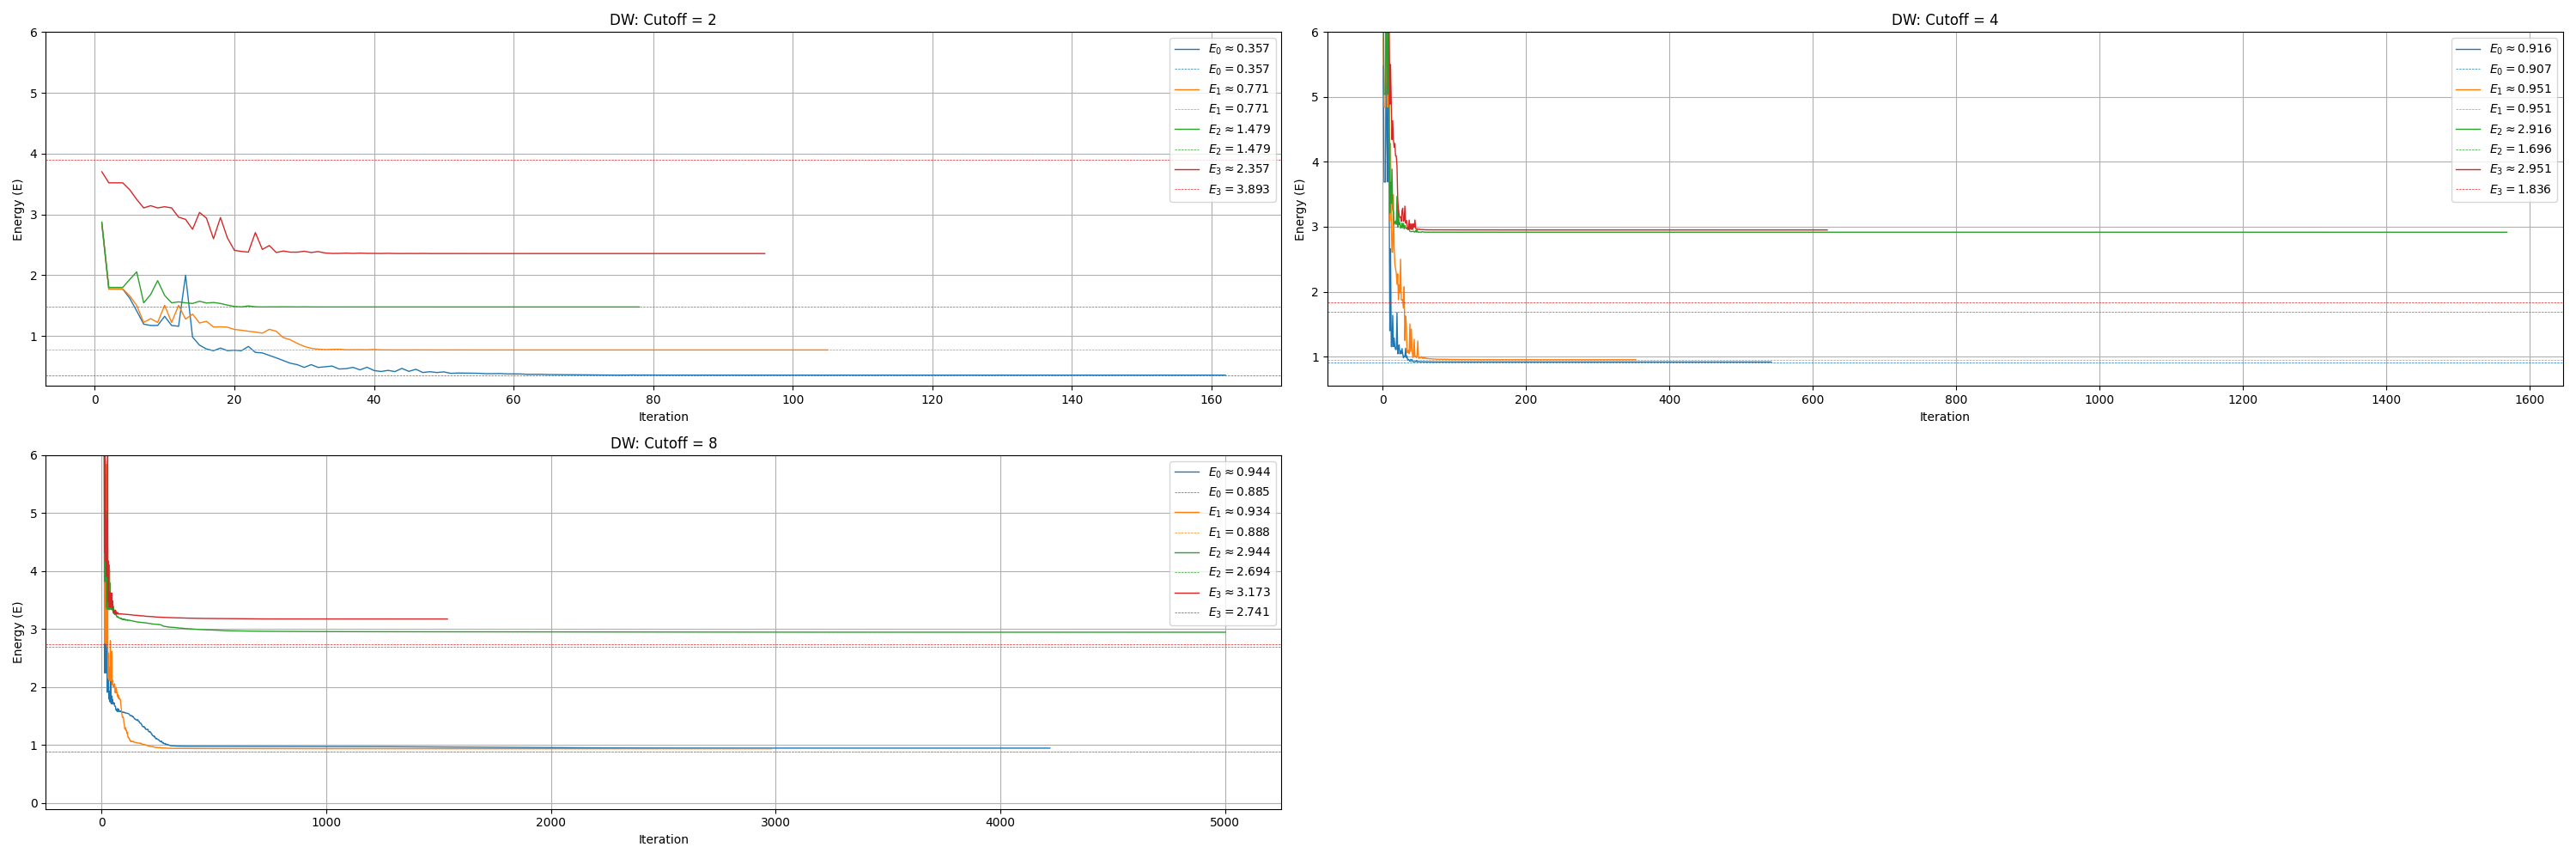 DW: Cutoff = 2
6
5
4
3
2
1
Energy (E)
0
20
40
60
80
100
120
140
160
Iteration
E₀ ≈ 0.357
E₀ = 0.357
E₁ ≈ 0.771
E₁ = 0.771
E₂ ≈ 1.479
E₂ = 1.479
E₃ ≈ 2.357
E₃ = 3.893
DW: Cutoff = 4
6
5
4
3
2
1
Energy (E)
0
200
400
600
800
1000
1200
1400
1600
Iteration
E₀ ≈ 0.916
E₀ = 0.907
E₁ ≈ 0.951
E₁ = 0.951
E₂ ≈ 2.916
E₂ = 1.696
E₃ ≈ 2.951
E₃ = 1.836
DW: Cutoff = 8
6
5
4
3
2
1
0
Energy (E)
0
1000
2000
3000
4000
5000
Iteration
E₀ ≈ 0.944
E₀ = 0.885
E₁ ≈ 0.934
E₁ = 0.888
E₂ ≈ 2.944
E₂ = 2.694
E₃ ≈ 3.173
E₃ = 2.741